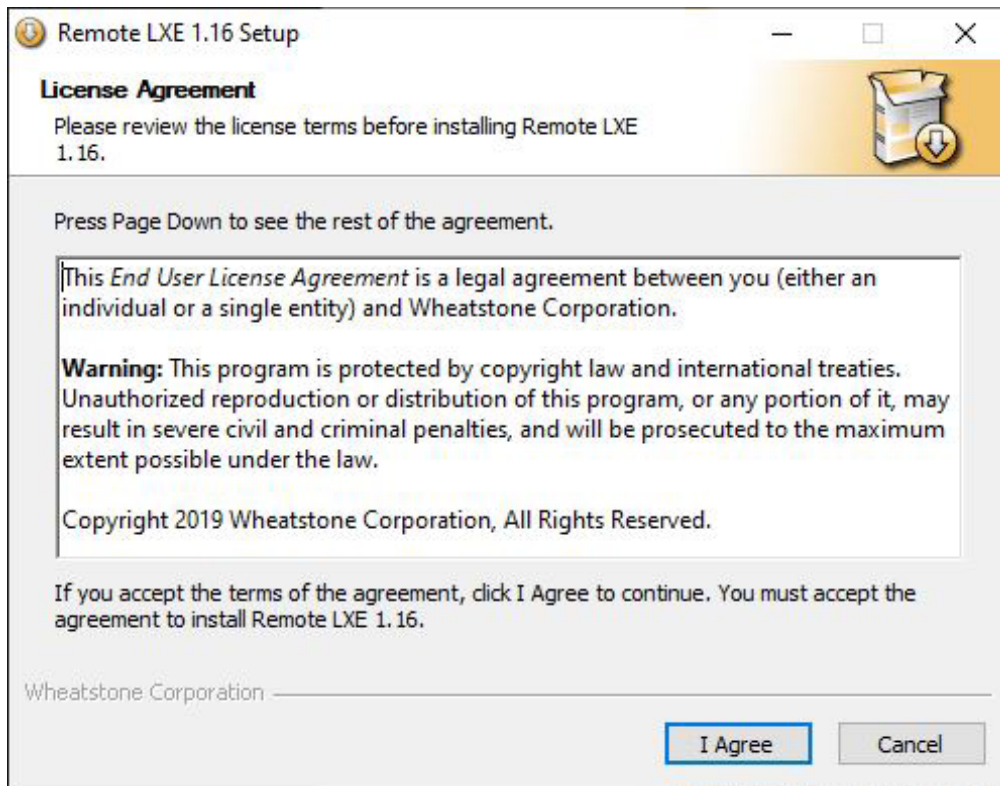 Remote LXE 1.16 Setup
License Agreement
Please review the license terms before installing Remote LXE
1.16.
Press Page Down to see the rest of the agreement.
This End User License Agreement is a legal agreement between you (either an
individual or a single entity) and Wheatstone Corporation.
Warning: This program is protected by copyright law and international treaties.
Unauthorized reproduction or distribution of this program, or any portion of it, may
result in severe civil and criminal penalties, and will be prosecuted to the maximum
extent possible under the law.
Copyright 2019 Wheatstone Corporation, All Rights Reserved.
If you accept the terms of the agreement, click I Agree to continue. You must accept the
agreement to install Remote LXE 1.16.
Wheatstone Corporation
I Agree
Cancel